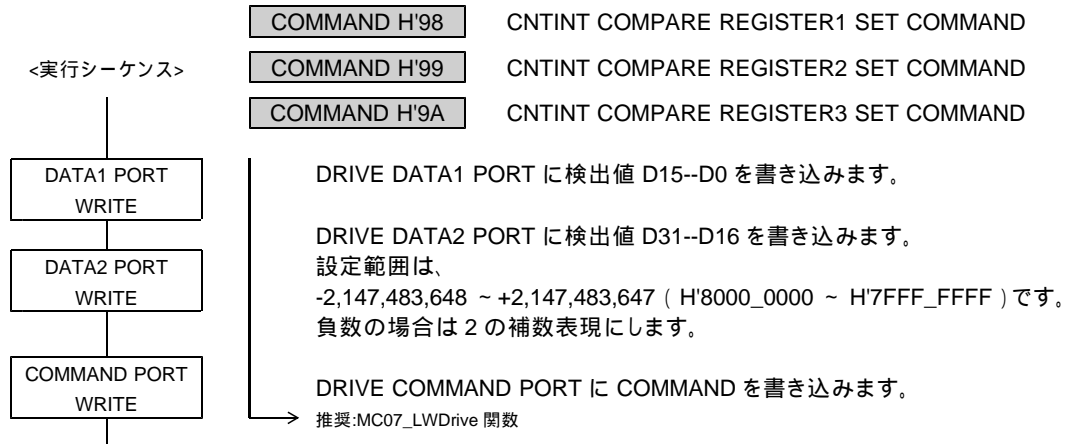 COMMAND H'98 CNTINT COMPARE REGISTER1 SET COMMAND
<実行シーケンス> COMMAND H'99 CNTINT COMPARE REGISTER2 SET COMMAND
COMMAND H'9A CNTINT COMPARE REGISTER3 SET COMMAND
DATA1 PORT
WRITE
DRIVE DATA1 PORT に検出値 D15--D0 を書き込みます。
DATA2 PORT
WRITE
DRIVE DATA2 PORT に検出値 D31--D16 を書き込みます。
設定範囲は、
-2,147,483,648 ~ +2,147,483,647 ( H'8000_0000 ~ H'7FFF_FFFF ) です。
負数の場合は 2 の補数表現にします。
COMMAND PORT
WRITE
DRIVE COMMAND PORT に COMMAND を書き込みます。
推奨:MC07_LWDrive 関数